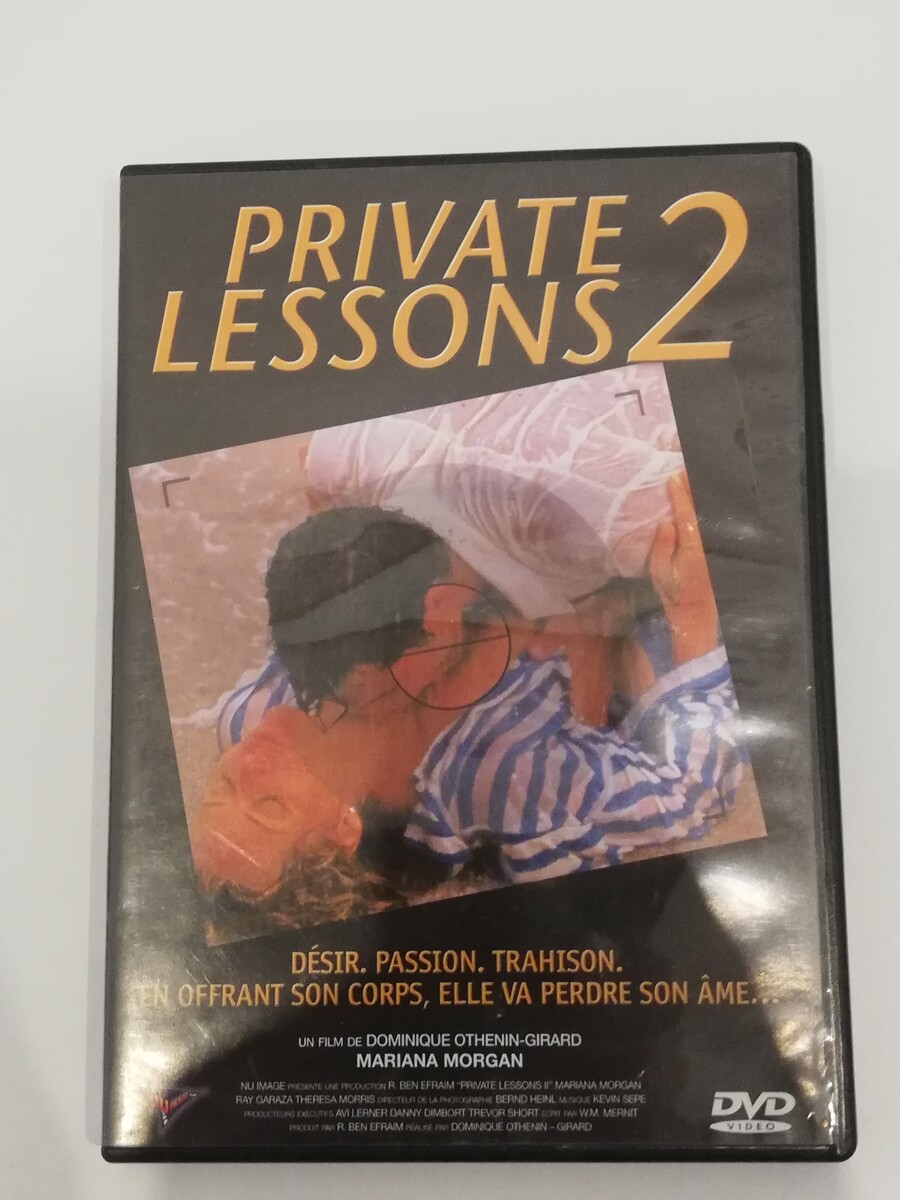 PRIVATE
LESSONS 2
DÉSIR. PASSION. TRAHISON.
EN OFFRANT SON CORPS, ELLE VA PERDRE SON ÂME...
UN FILM DE DOMINIQUE OTHENIN-GIRARD
MARIANA MORGAN
NU IMAGE PRÉSENTE UNE PRODUCTION R. BEN EFRAIM "PRIVATE LESSONS II" MARIANA MORGAN
RAY GARAZA THERESA MORRIS DIRECTEUR DE LA PHOTOGRAPHIE BERND HEINL MUSIQUE KEVIN SEPE
PRODUCTEURS EXÉCUTIFS AVI LERNER DANNY DIMBORT TREVOR SHORT ECRIT PAR W.M. MERNIT
PRODUIT PAR R. BEN EFRAIM RÉALISÉ PAR DOMINIQUE OTHENIN – GIRARD
DVD
VIDEO